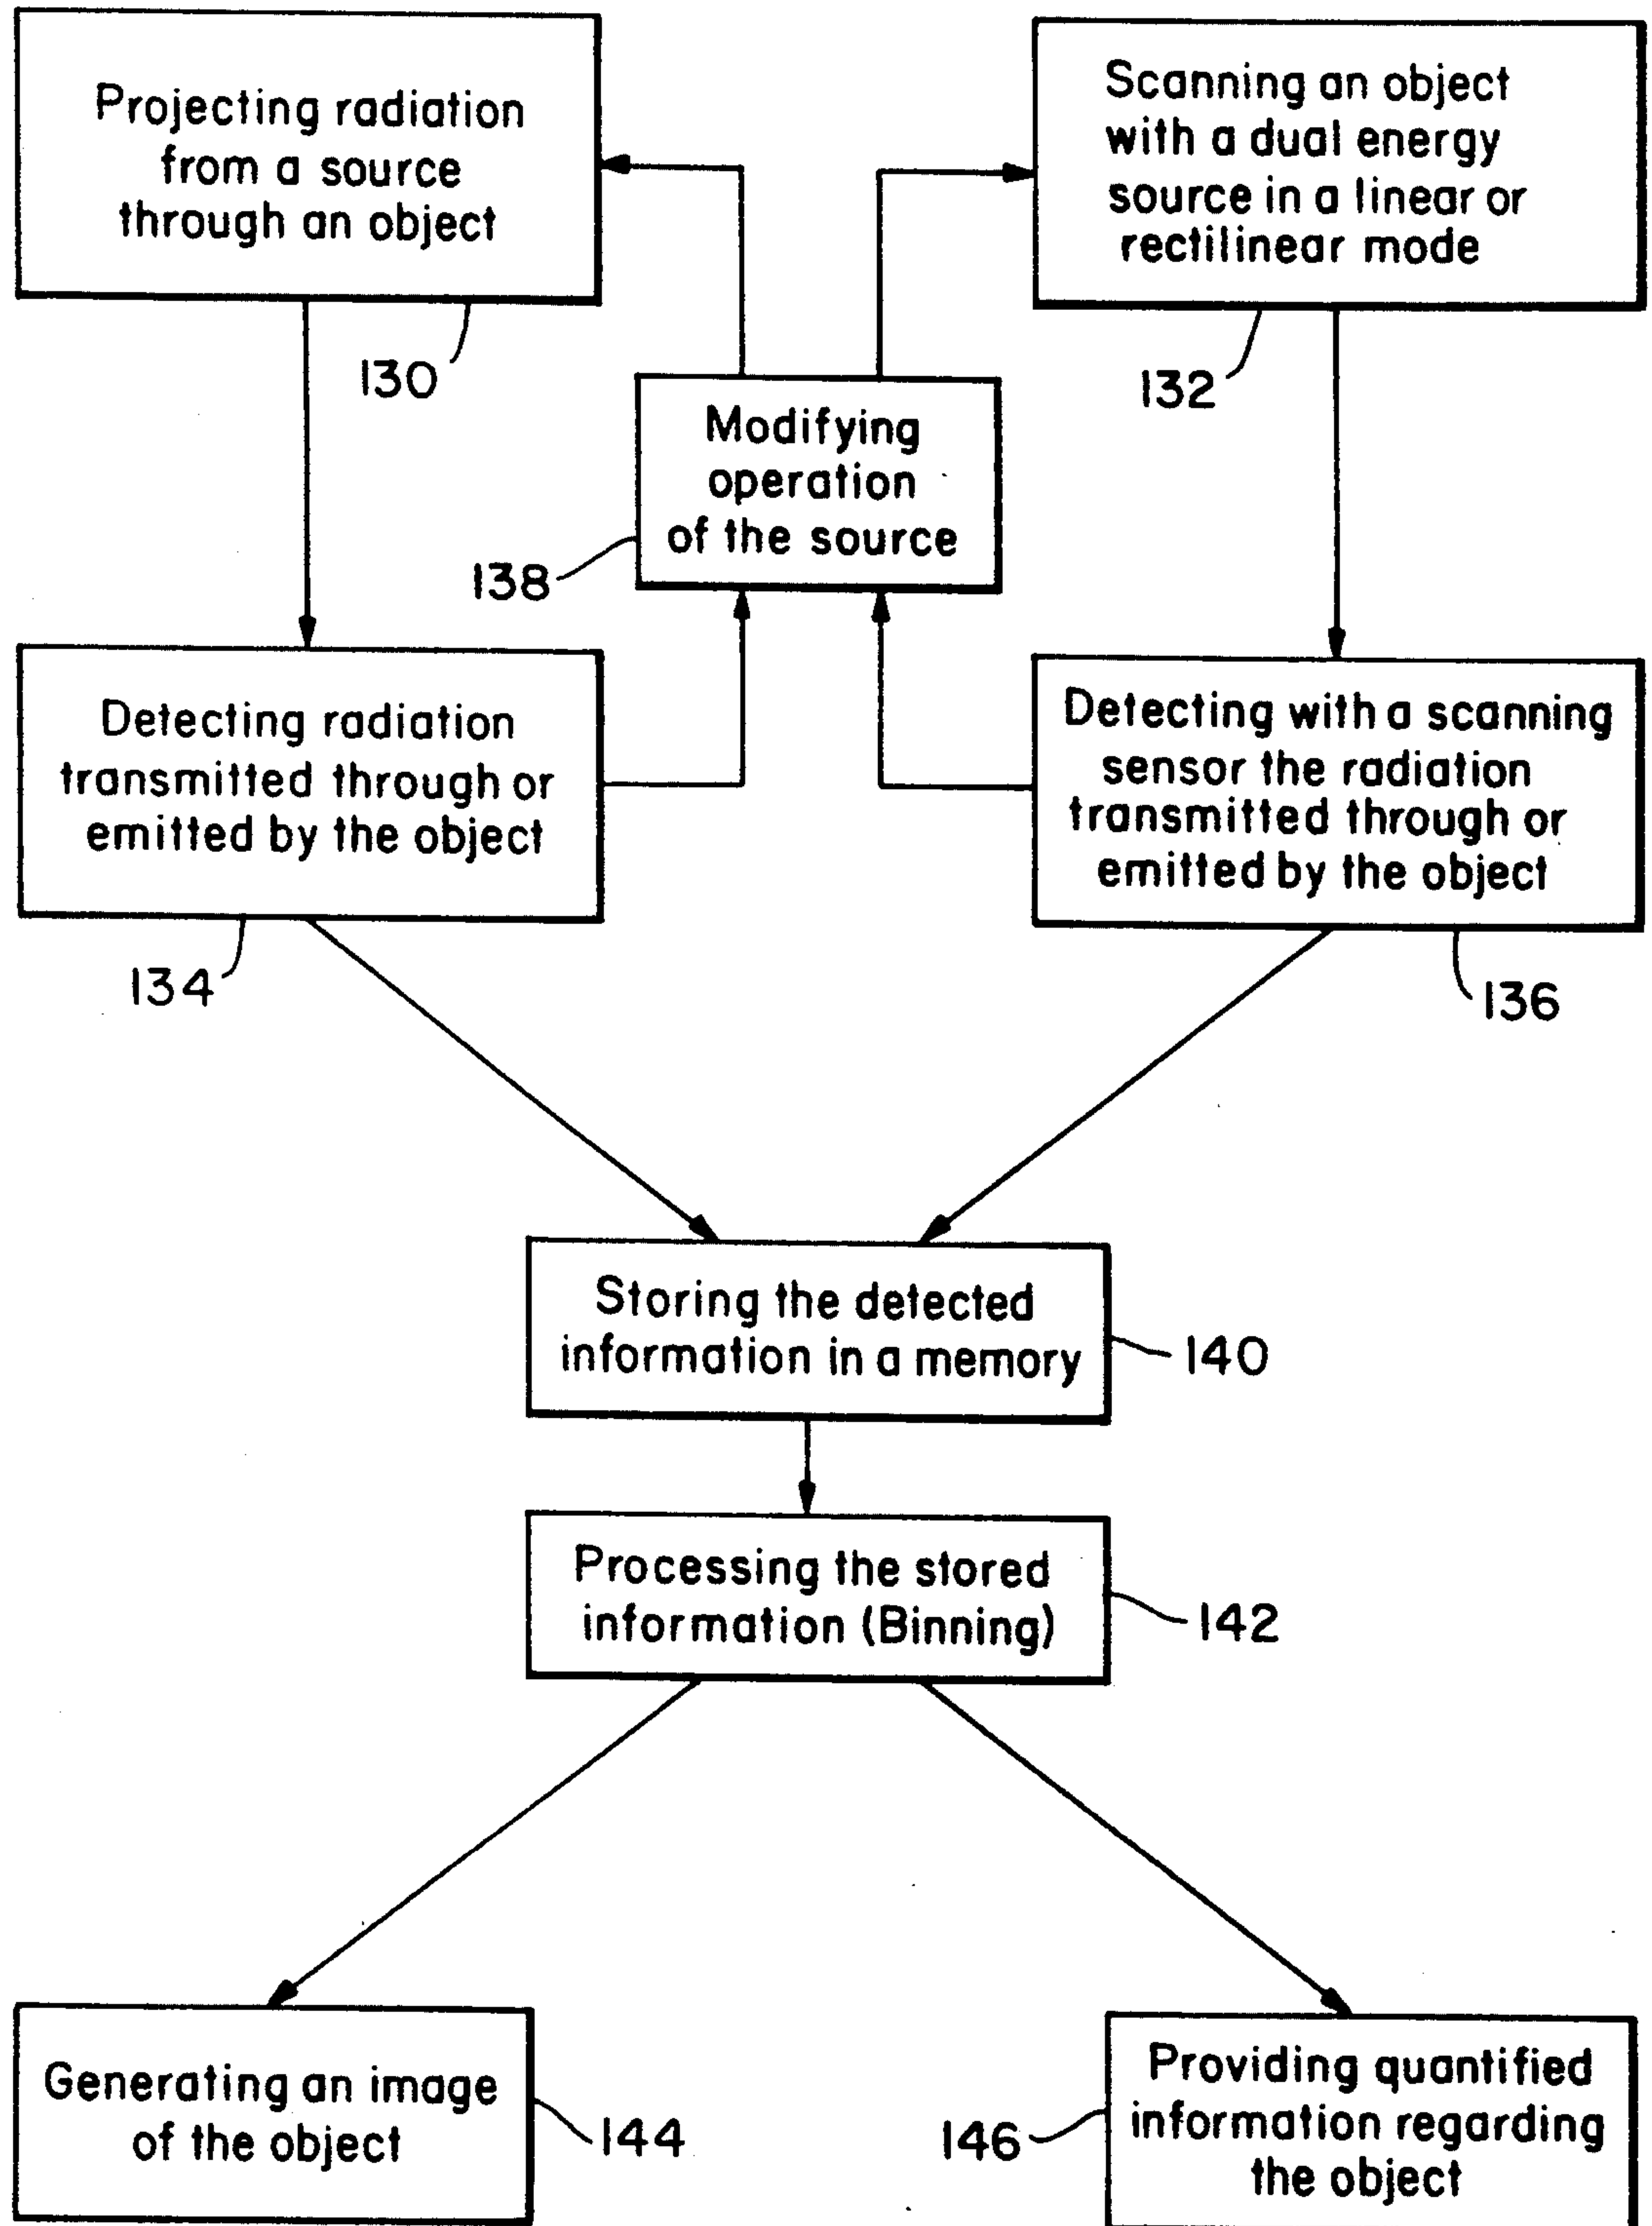 Projecting radiation
from a source
through an object
130
Scanning an object
with a dual energy
source in a linear or
rectilinear mode
132
Modifying
operation
of the source
138
Detecting radiation
transmitted through or
emitted by the object
134
Detecting with a scanning
sensor the radiation
transmitted through or
emitted by the object
136
Storing the detected
information in a memory
140
Processing the stored
information (Binning)
142
Generating an image
of the object
144
Providing quantified
information regarding
the object
146